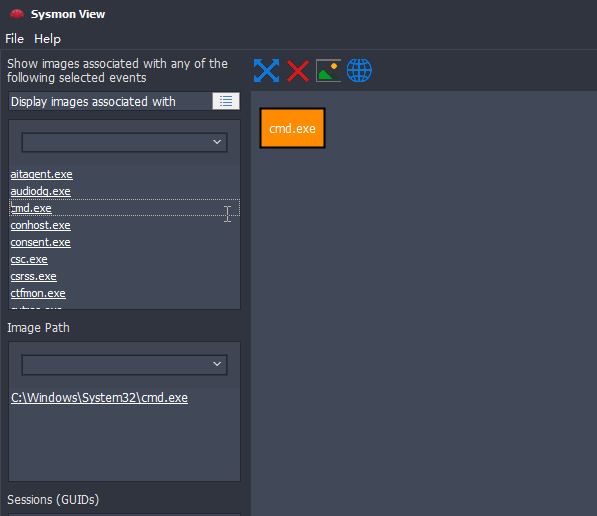 Sysmon View
File Help
Show images associated with any of the
following selected events
Display images associated with
aitagent.exe
audiodg.exe
cmd.exe
conhost.exe
consent.exe
csc.exe
csrss.exe
ctfmon.exe
Image Path
C:\Windows\System32\cmd.exe
Sessions (GUIDs)
cmd.exe